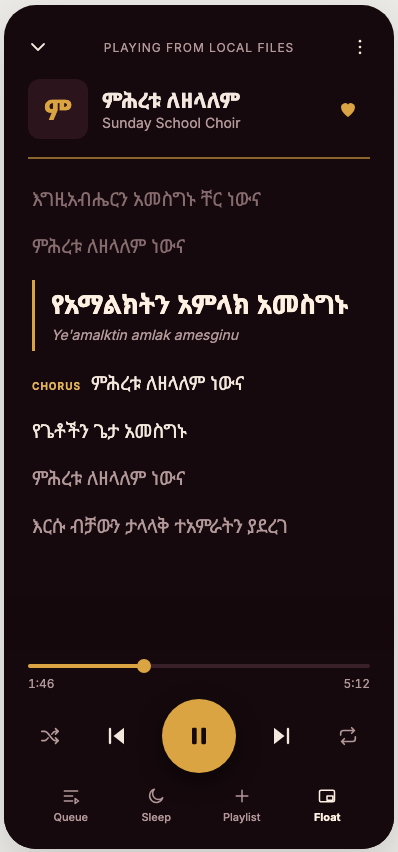 PLAYING FROM LOCAL FILES
ም
ምሕረቱ ለዘላለም
Sunday School Choir
እግዚአብሔርን አመስግኑ ቸር ነውና
ምሕረቱ ለዘላለም ነውና
የአማልክትን አምላክ አመስግኑ
Ye'amalktin amlak amesginu
CHORUS ምሕረቱ ለዘላለም ነውና
የጌቶችን ጌታ አመስግኑ
ምሕረቱ ለዘላለም ነውና
እርሱ ብቻውን ታላላቅ ተአምራትን ያደረገ
1:46 5:12
Queue Sleep Playlist Float